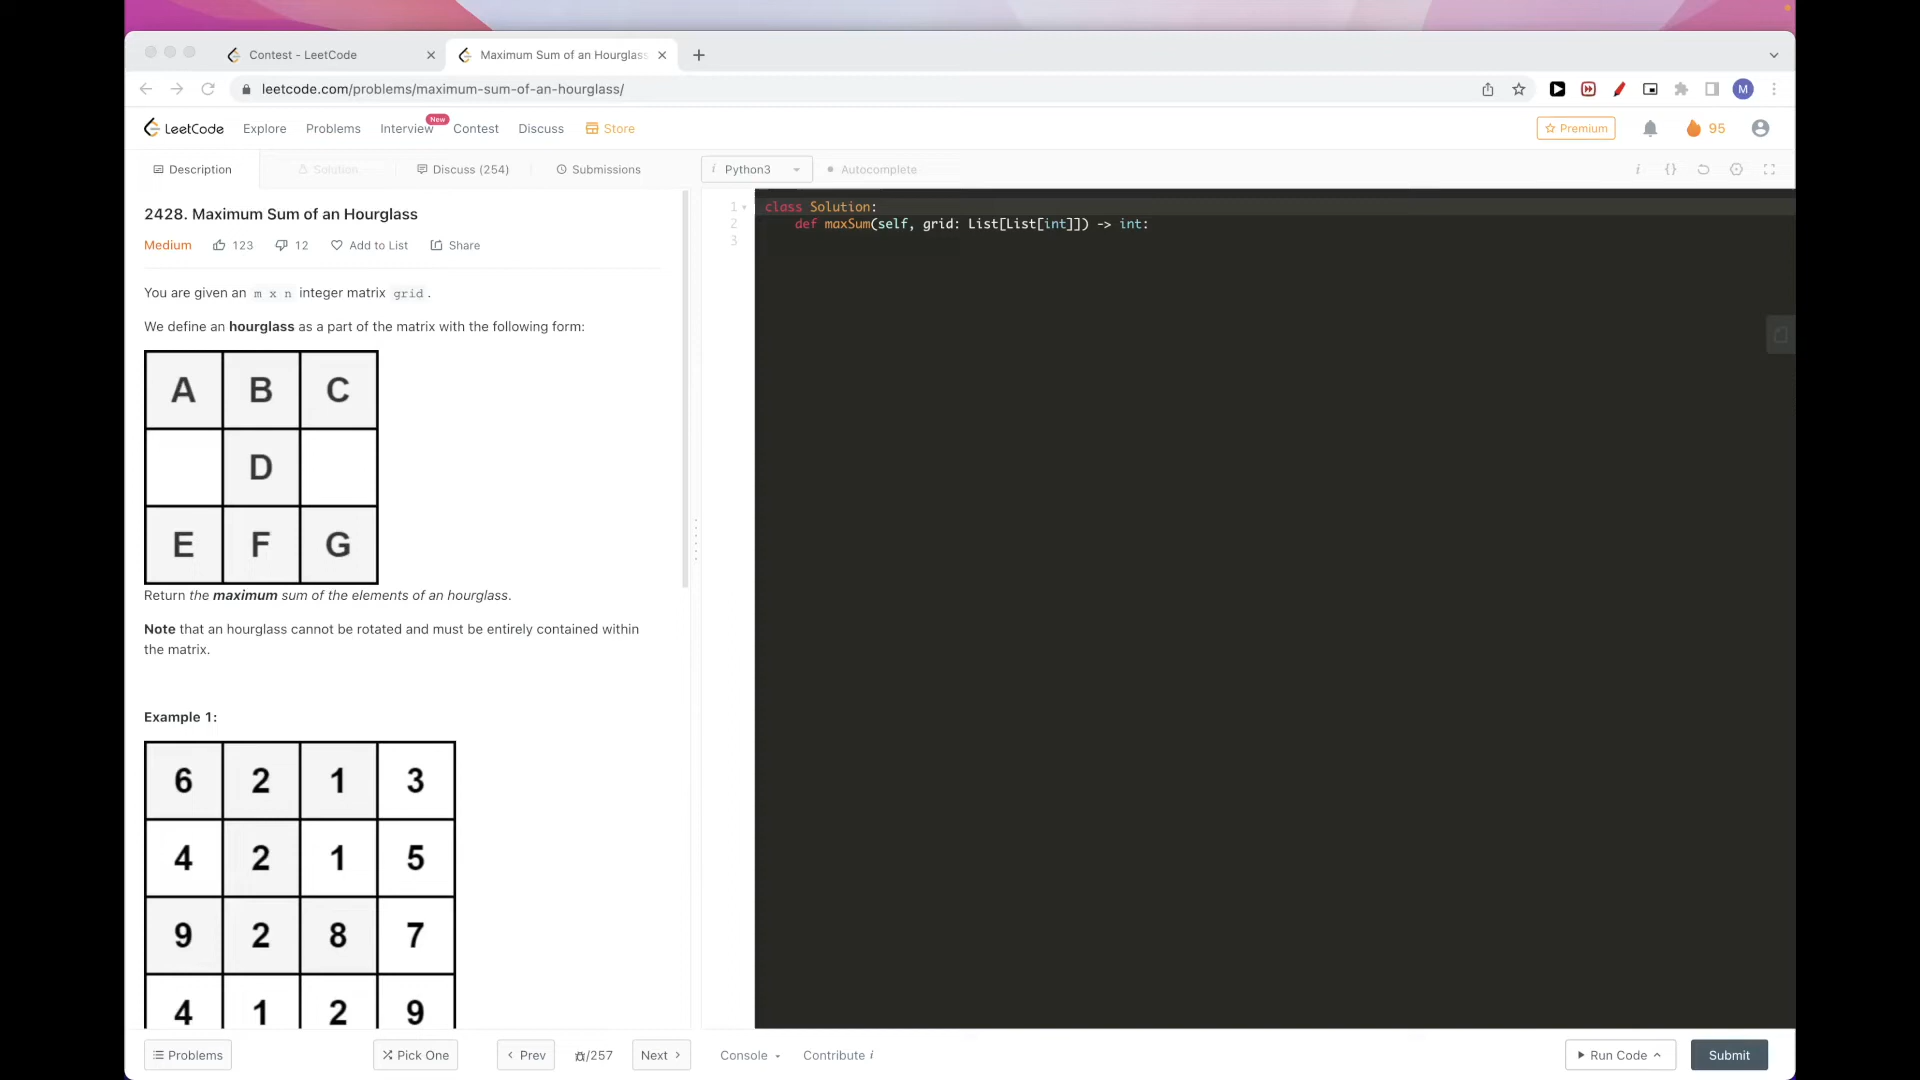 Contest - LeetCode
Maximum Sum of an Hourglass
leetcode.com/problems/maximum-sum-of-an-hourglass/
M
LeetCode
Explore
Problems
Interview
New
Contest
Discuss
Store
Premium
95
Description
Solution
Discuss (254)
Submissions
i Python3
Autocomplete
i {}
2428. Maximum Sum of an Hourglass
Medium
123
12
Add to List
Share
You are given an m x n integer matrix grid .
We define an hourglass as a part of the matrix with the following form:
A B C
D
E F G
Return the maximum sum of the elements of an hourglass.
Note that an hourglass cannot be rotated and must be entirely contained within
the matrix.
Example 1:
6 2 1 3
4 2 1 5
9 2 8 7
4 1 2 9
1 class Solution:
2 def maxSum(self, grid: List[List[int]]) -> int:
3
Problems
Pick One
Prev
/257
Next
Console
Contribute i
Run Code
Submit